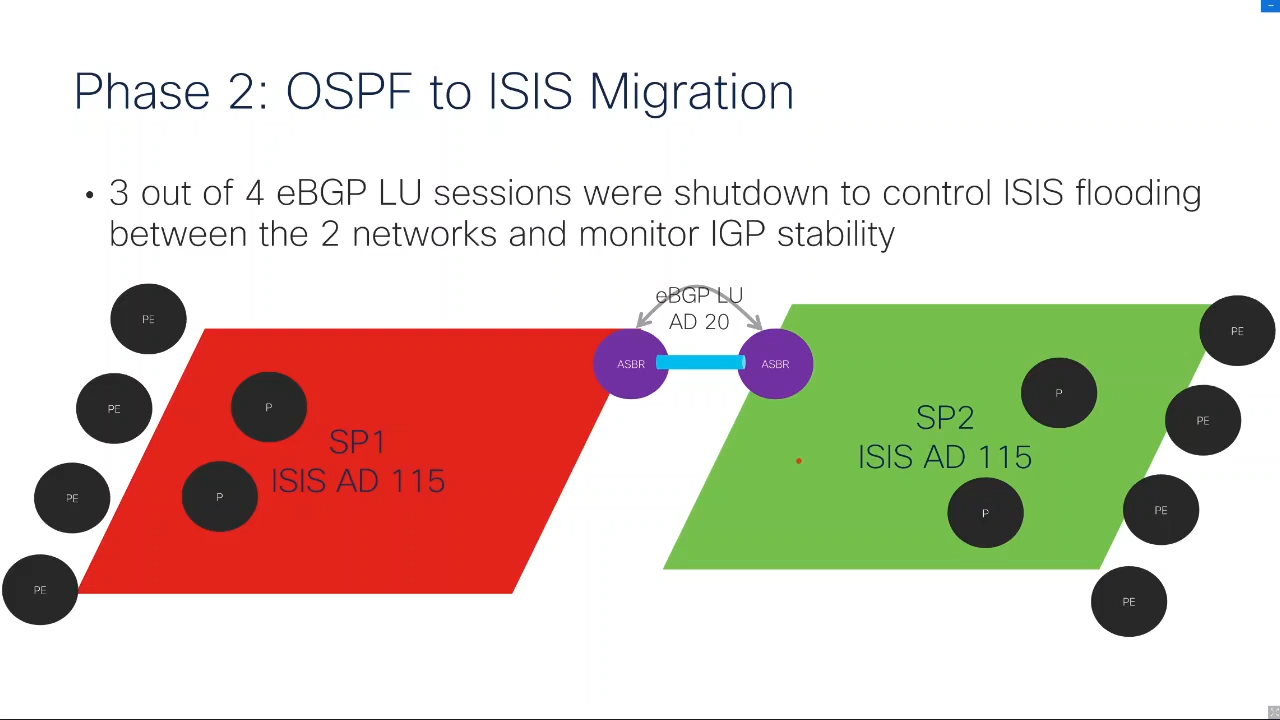 Phase 2: OSPF to ISIS Migration
• 3 out of 4 eBGP LU sessions were shutdown to control ISIS flooding
between the 2 networks and monitor IGP stability
eBGP LU
AD 20
PE
PE
PE
PE
P
P
SP1
ISIS AD 115
ASBR
ASBR
SP2
ISIS AD 115
P
P
PE
PE
PE
PE